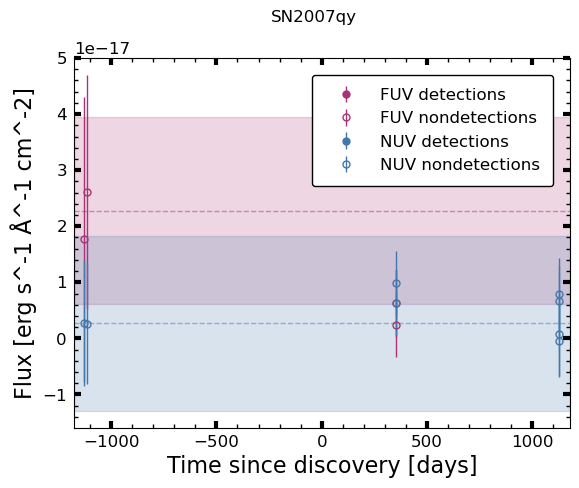 SN2007qy
1e−17
5
4
3
2
1
0
−1
Flux [erg s^-1 Å^-1 cm^-2]
FUV detections
FUV nondetections
NUV detections
NUV nondetections
−1000 −500 0 500 1000
Time since discovery [days]